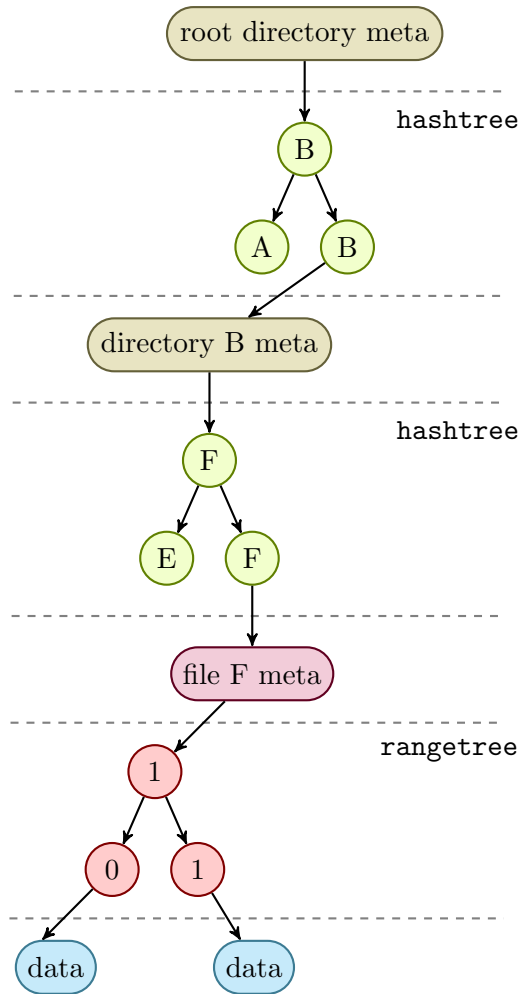 root directory meta
hashtree
B
A
B
directory B meta
hashtree
F
E
F
file F meta
rangetree
1
0
1
data
data